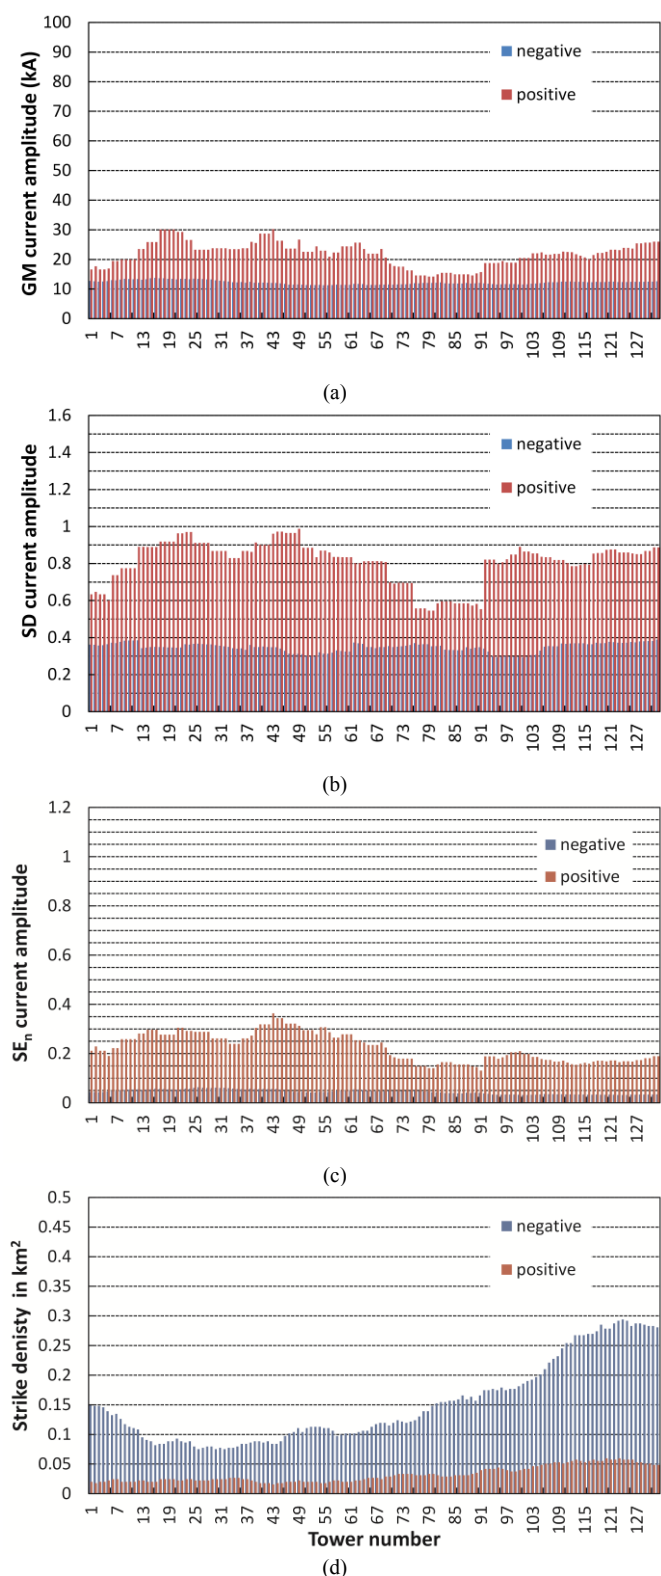 100
90
80
70
60
50
40
30
20
10
0
GM current amplitude (kA)
negative
positive
1 7 13 19 25 31 37 43 49 55 61 67 73 79 85 91 97 103 109 115 121 127
(a)
1.6
1.4
1.2
1
0.8
0.6
0.4
0.2
0
SD current amplitude
negative
positive
1 7 13 19 25 31 37 43 49 55 61 67 73 79 85 91 97 103 109 115 121 127
(b)
1.2
1
0.8
0.6
0.4
0.2
0
SEn current amplitude
negative
positive
1 7 13 19 25 31 37 43 49 55 61 67 73 79 85 91 97 103 109 115 121 127
(c)
0.5
0.45
0.4
0.35
0.3
0.25
0.2
0.15
0.1
0.05
0
Strike denisty in km²
negative
positive
1 7 13 19 25 31 37 43 49 55 61 67 73 79 85 91 97 103 109 115 121 127
Tower number
(d)